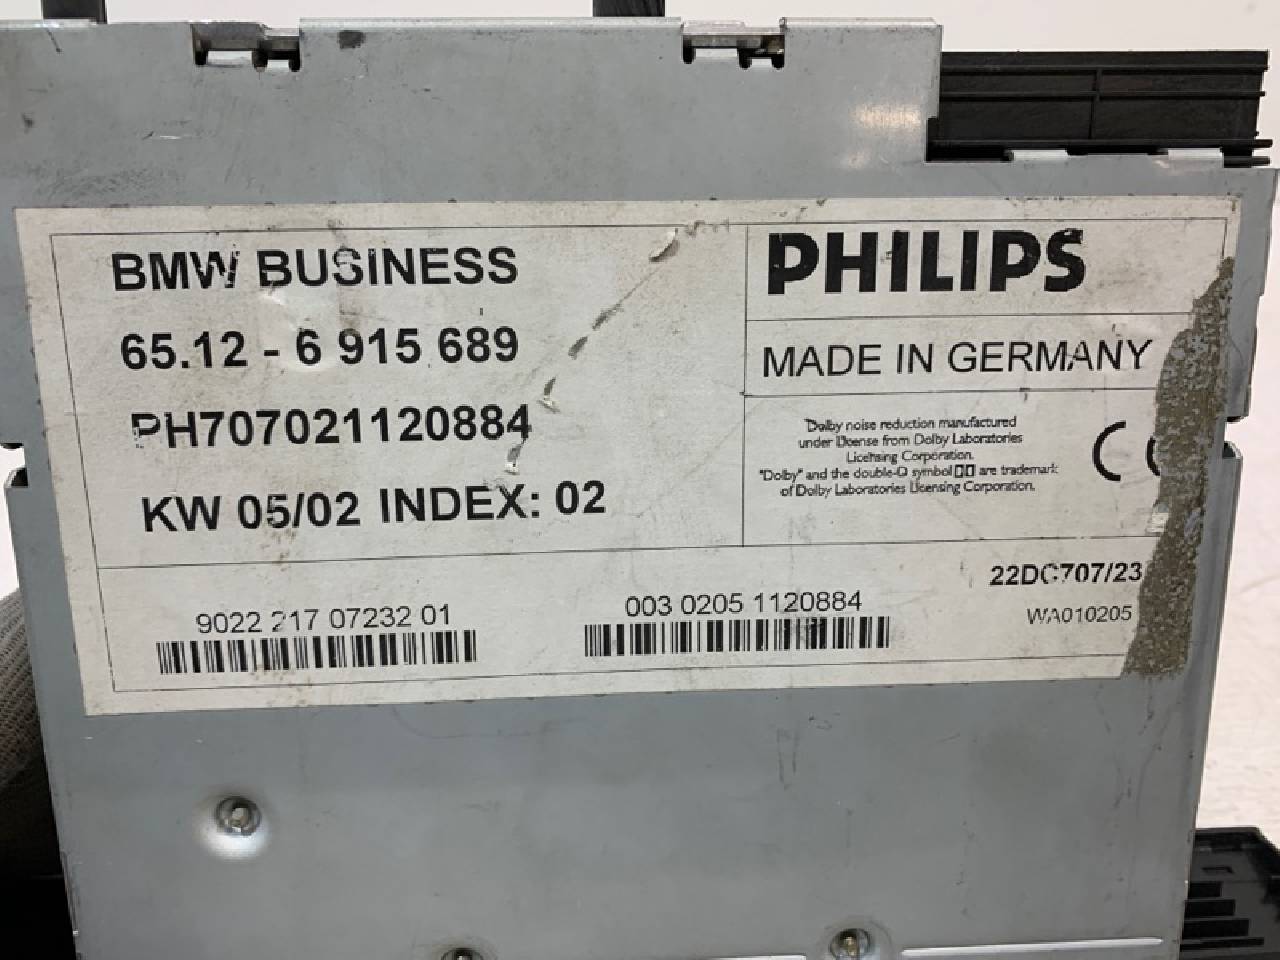 BMW BUSINESS
65.12 - 6 915 689
PH707021120884
KW 05/02 INDEX: 02
PHILIPS
MADE IN GERMANY
Dolby noise reduction manufactured
under license from Dolby Laboratories
Licensing Corporation.
"Dolby" and the double-D symbol are trademark
of Dolby Laboratories Licensing Corporation.
CE
22DC707/23
WA010205
9022 217 07232 01
003 0205 1120884